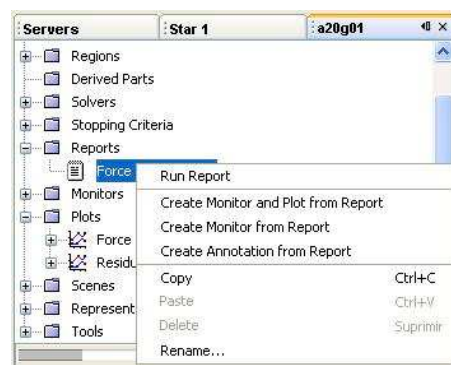 Servers Star 1 a20g01
Regions
Derived Parts
Solvers
Stopping Criteria
Reports
Force
Run Report
Monitors
Create Monitor and Plot from Report
Plots
Create Monitor from Report
Force
Create Annotation from Report
Residu
Scenes
Copy Ctrl+C
Represent
Paste Ctrl+V
Tools
Delete Suprimir
Rename...